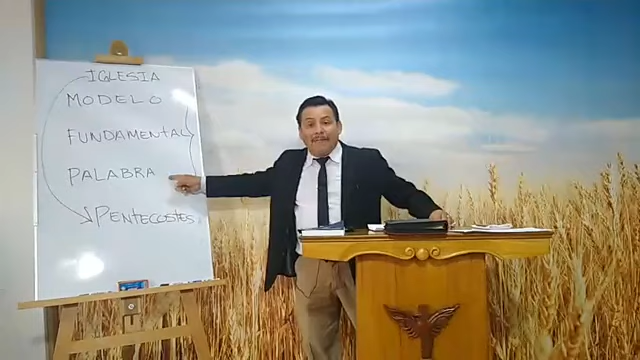 IGLESIA
MODELO
FUNDAMENTAL
PALABRA
PENTECOSTES